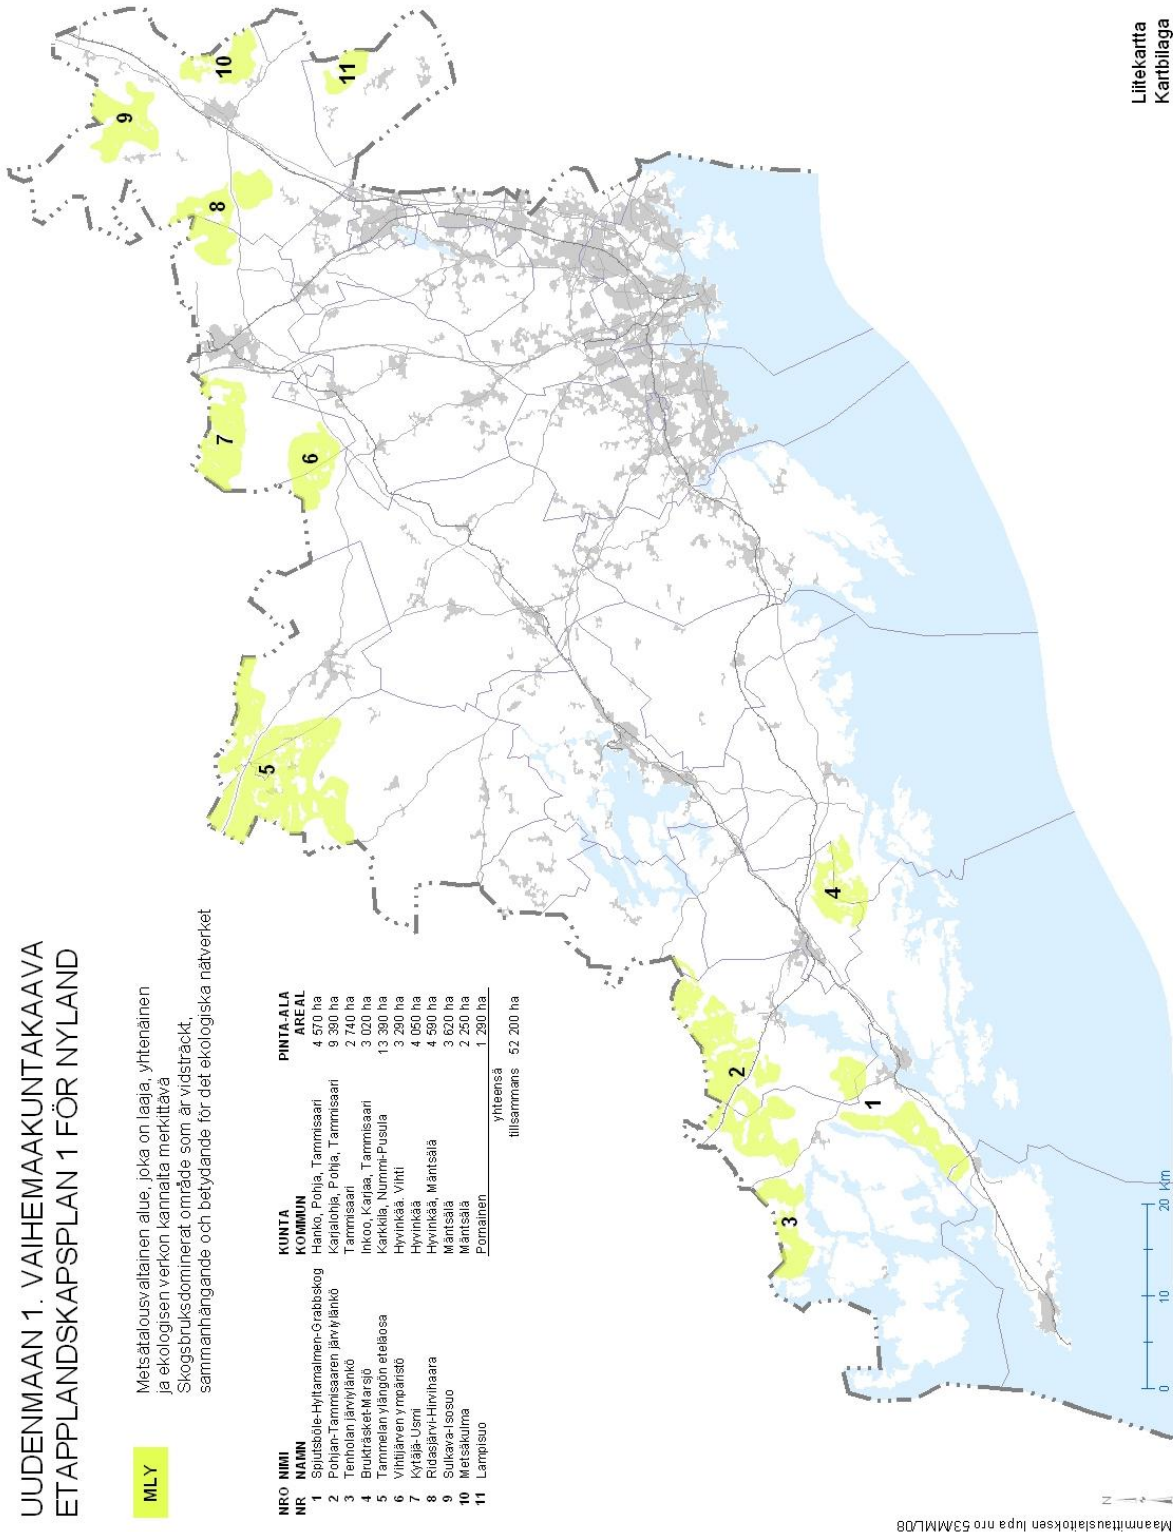 UUDENMAAN 1. VAIHEMAAKUNTAKAAVA
ETAPPLANDSKAPSPLAN 1 FÖR NYLAND
MLY
Metsätalousvaltainen alue, joka on laaja, yhtenäinen
ja ekologisen verkon kannalta merkittävä
Skogsbruksdominerat område som är vidsträckt,
sammanhängande och betydande för det ekologiska nätverket
NRO NIMI KUNTA PINTA-ALA
NR NAMN KOMMUN AREAL
1 Spjutsböle-Hyttamalmen-Grabbskog Hanko, Pohja, Tammisaari 4 570 ha
2 Pohjan-Tammisaaren järviylänkö Karjalohja, Pohja, Tammisaari 9 390 ha
3 Tenholan järviylänkö Tammisaari 2 740 ha
4 Brukträsket-Marsjö Inkoo, Karjaa, Tammisaari 3 020 ha
5 Tammelan ylängön eteläosa Karkkila, Nummi-Pusula 13 390 ha
6 Vihtijärven ympäristö Hyvinkää, Vihti 3 290 ha
7 Kytäjä-Usmi Hyvinkää 4 050 ha
8 Ridasjärvi-Hirvihaara Hyvinkää, Mäntsälä 4 590 ha
9 Sulkava-Isosuo Mäntsälä 3 620 ha
10 Metsäkulma Mäntsälä 2 250 ha
11 Lampisuo Pornainen 1 290 ha
yhteensä
tillsammans 52 200 ha
9
10
11
8
7
6
5
4
2
1
3
0 10 20 km
N
Maanmittauslaitoksen lupa nro 53/MML/08
Liitekartta
Kartbilaga